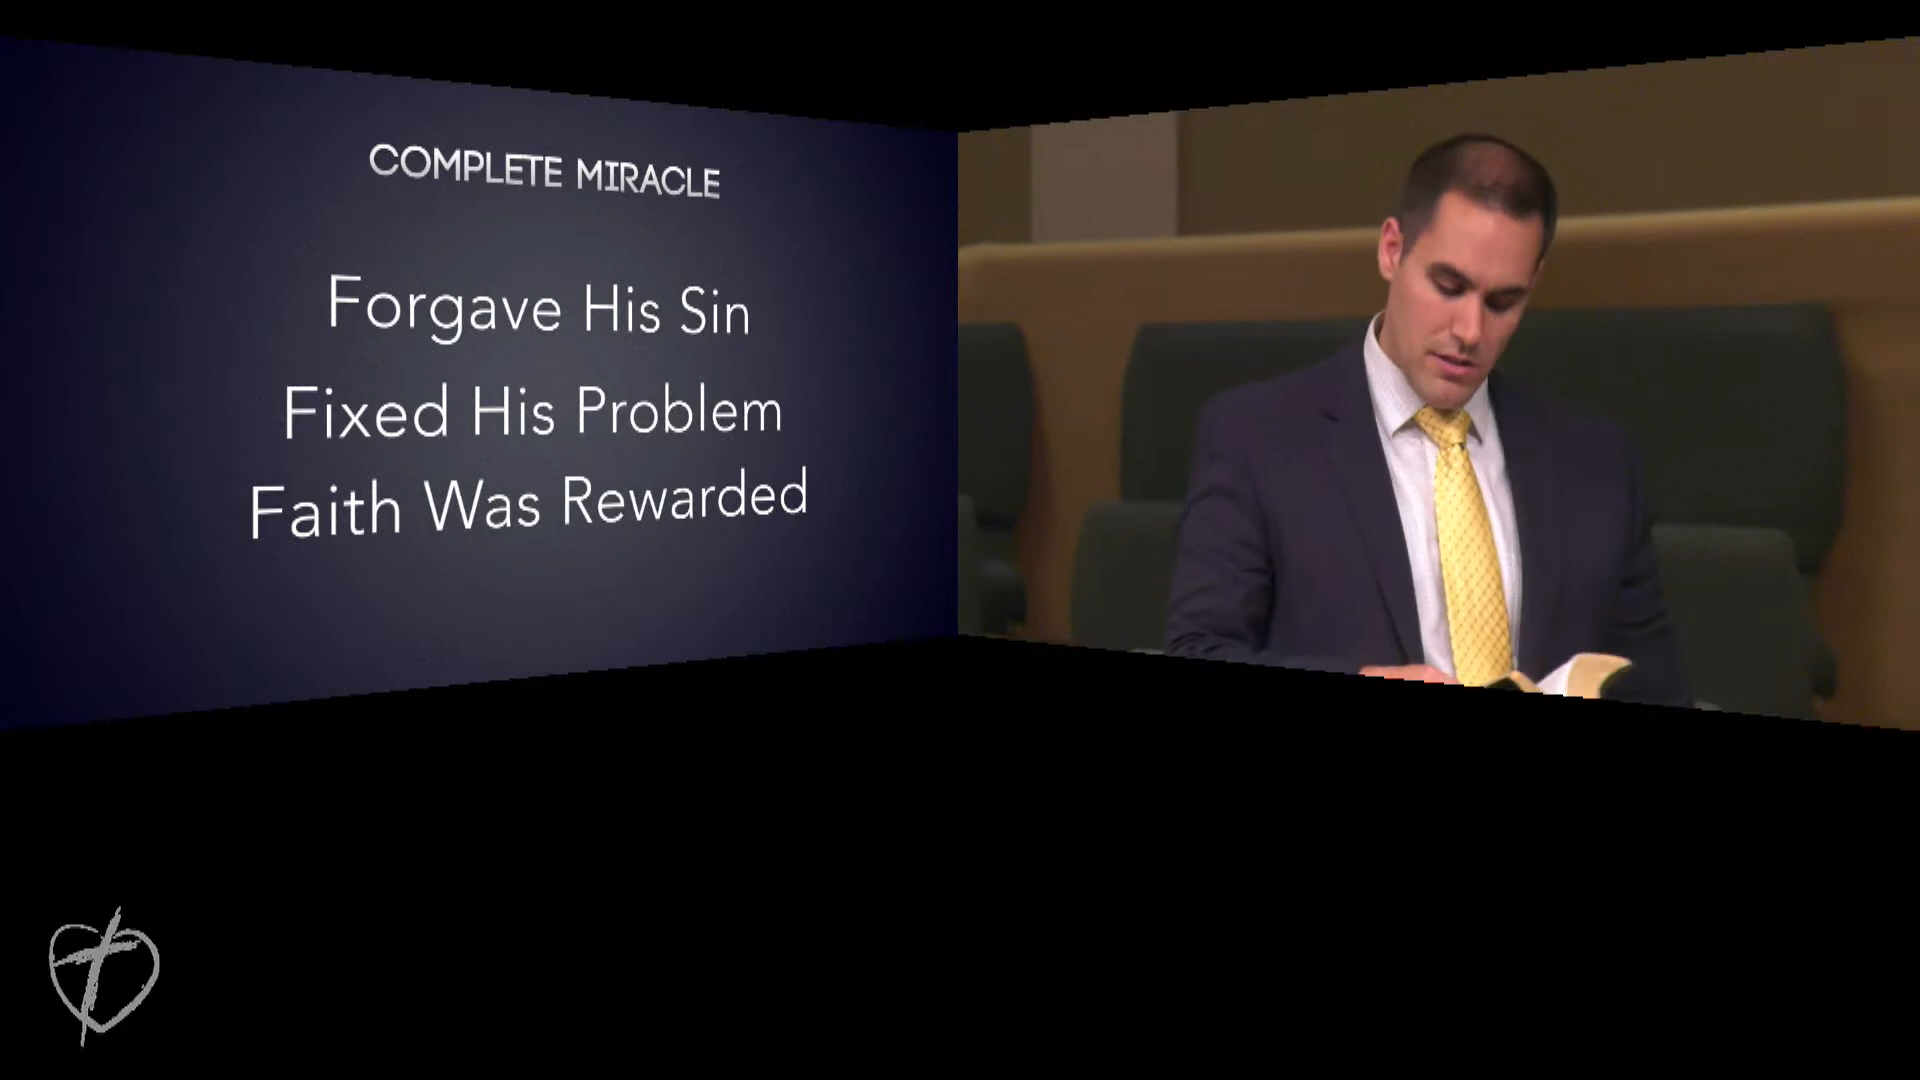 COMPLETE MIRACLE
Forgave His Sin
Fixed His Problem
Faith Was Rewarded